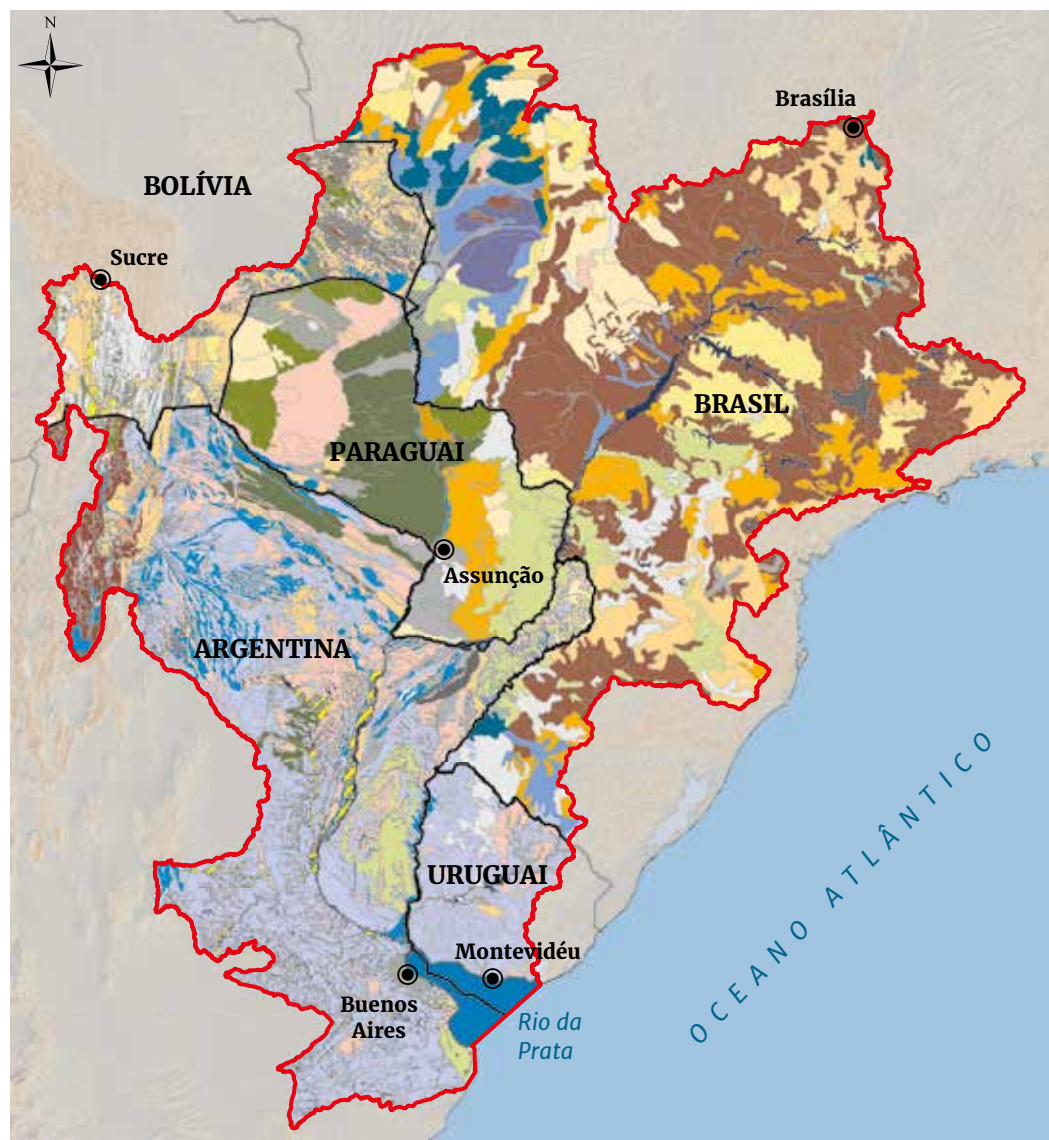 N
Brasília
BOLÍVIA
Sucre
BRASIL
PARAGUAI
Assunção
ARGENTINA
URUGUAI
Montevidéu
Buenos
Aires
Rio da
Prata
OCEANO ATLÂNTICO